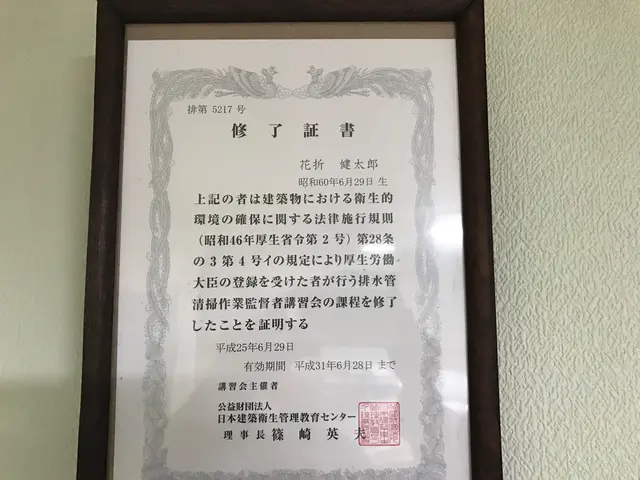 排第 5217 号
修了証書
花折 健太郎
昭和60年6月29日 生
上記の者は建築物における衛生的
環境の確保に関する法律施行規則
（昭和46年厚生省令第２号）第28条
の３第４号イの規定により厚生労働
大臣の登録を受けた者が行う排水管
清掃作業監督者講習会の課程を修了
したことを証明する
平成25年6月29日
有効期間 平成31年6月28日 まで
講習会主催者
公益財団法人
日本建築衛生管理教育センター
理事長 篠﨑英夫